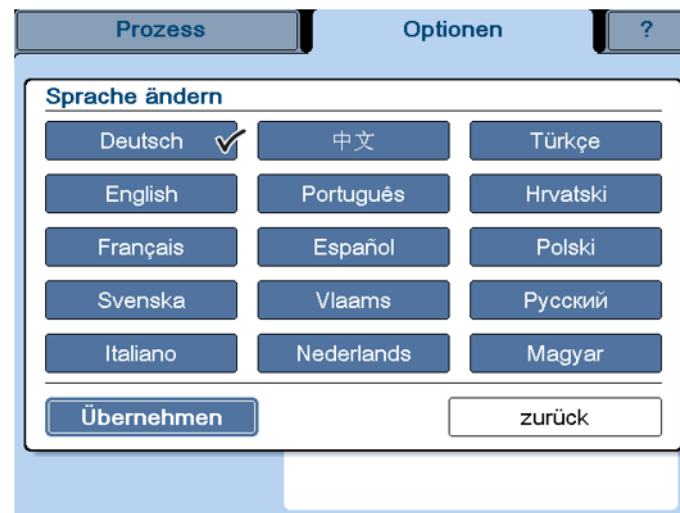 Prozess Optionen ?
Sprache ändern
Deutsch 中文 Türkçe
English Português Hrvatski
Français Español Polski
Svenska Vlaams Русский
Italiano Nederlands Magyar
Übernehmen zurück